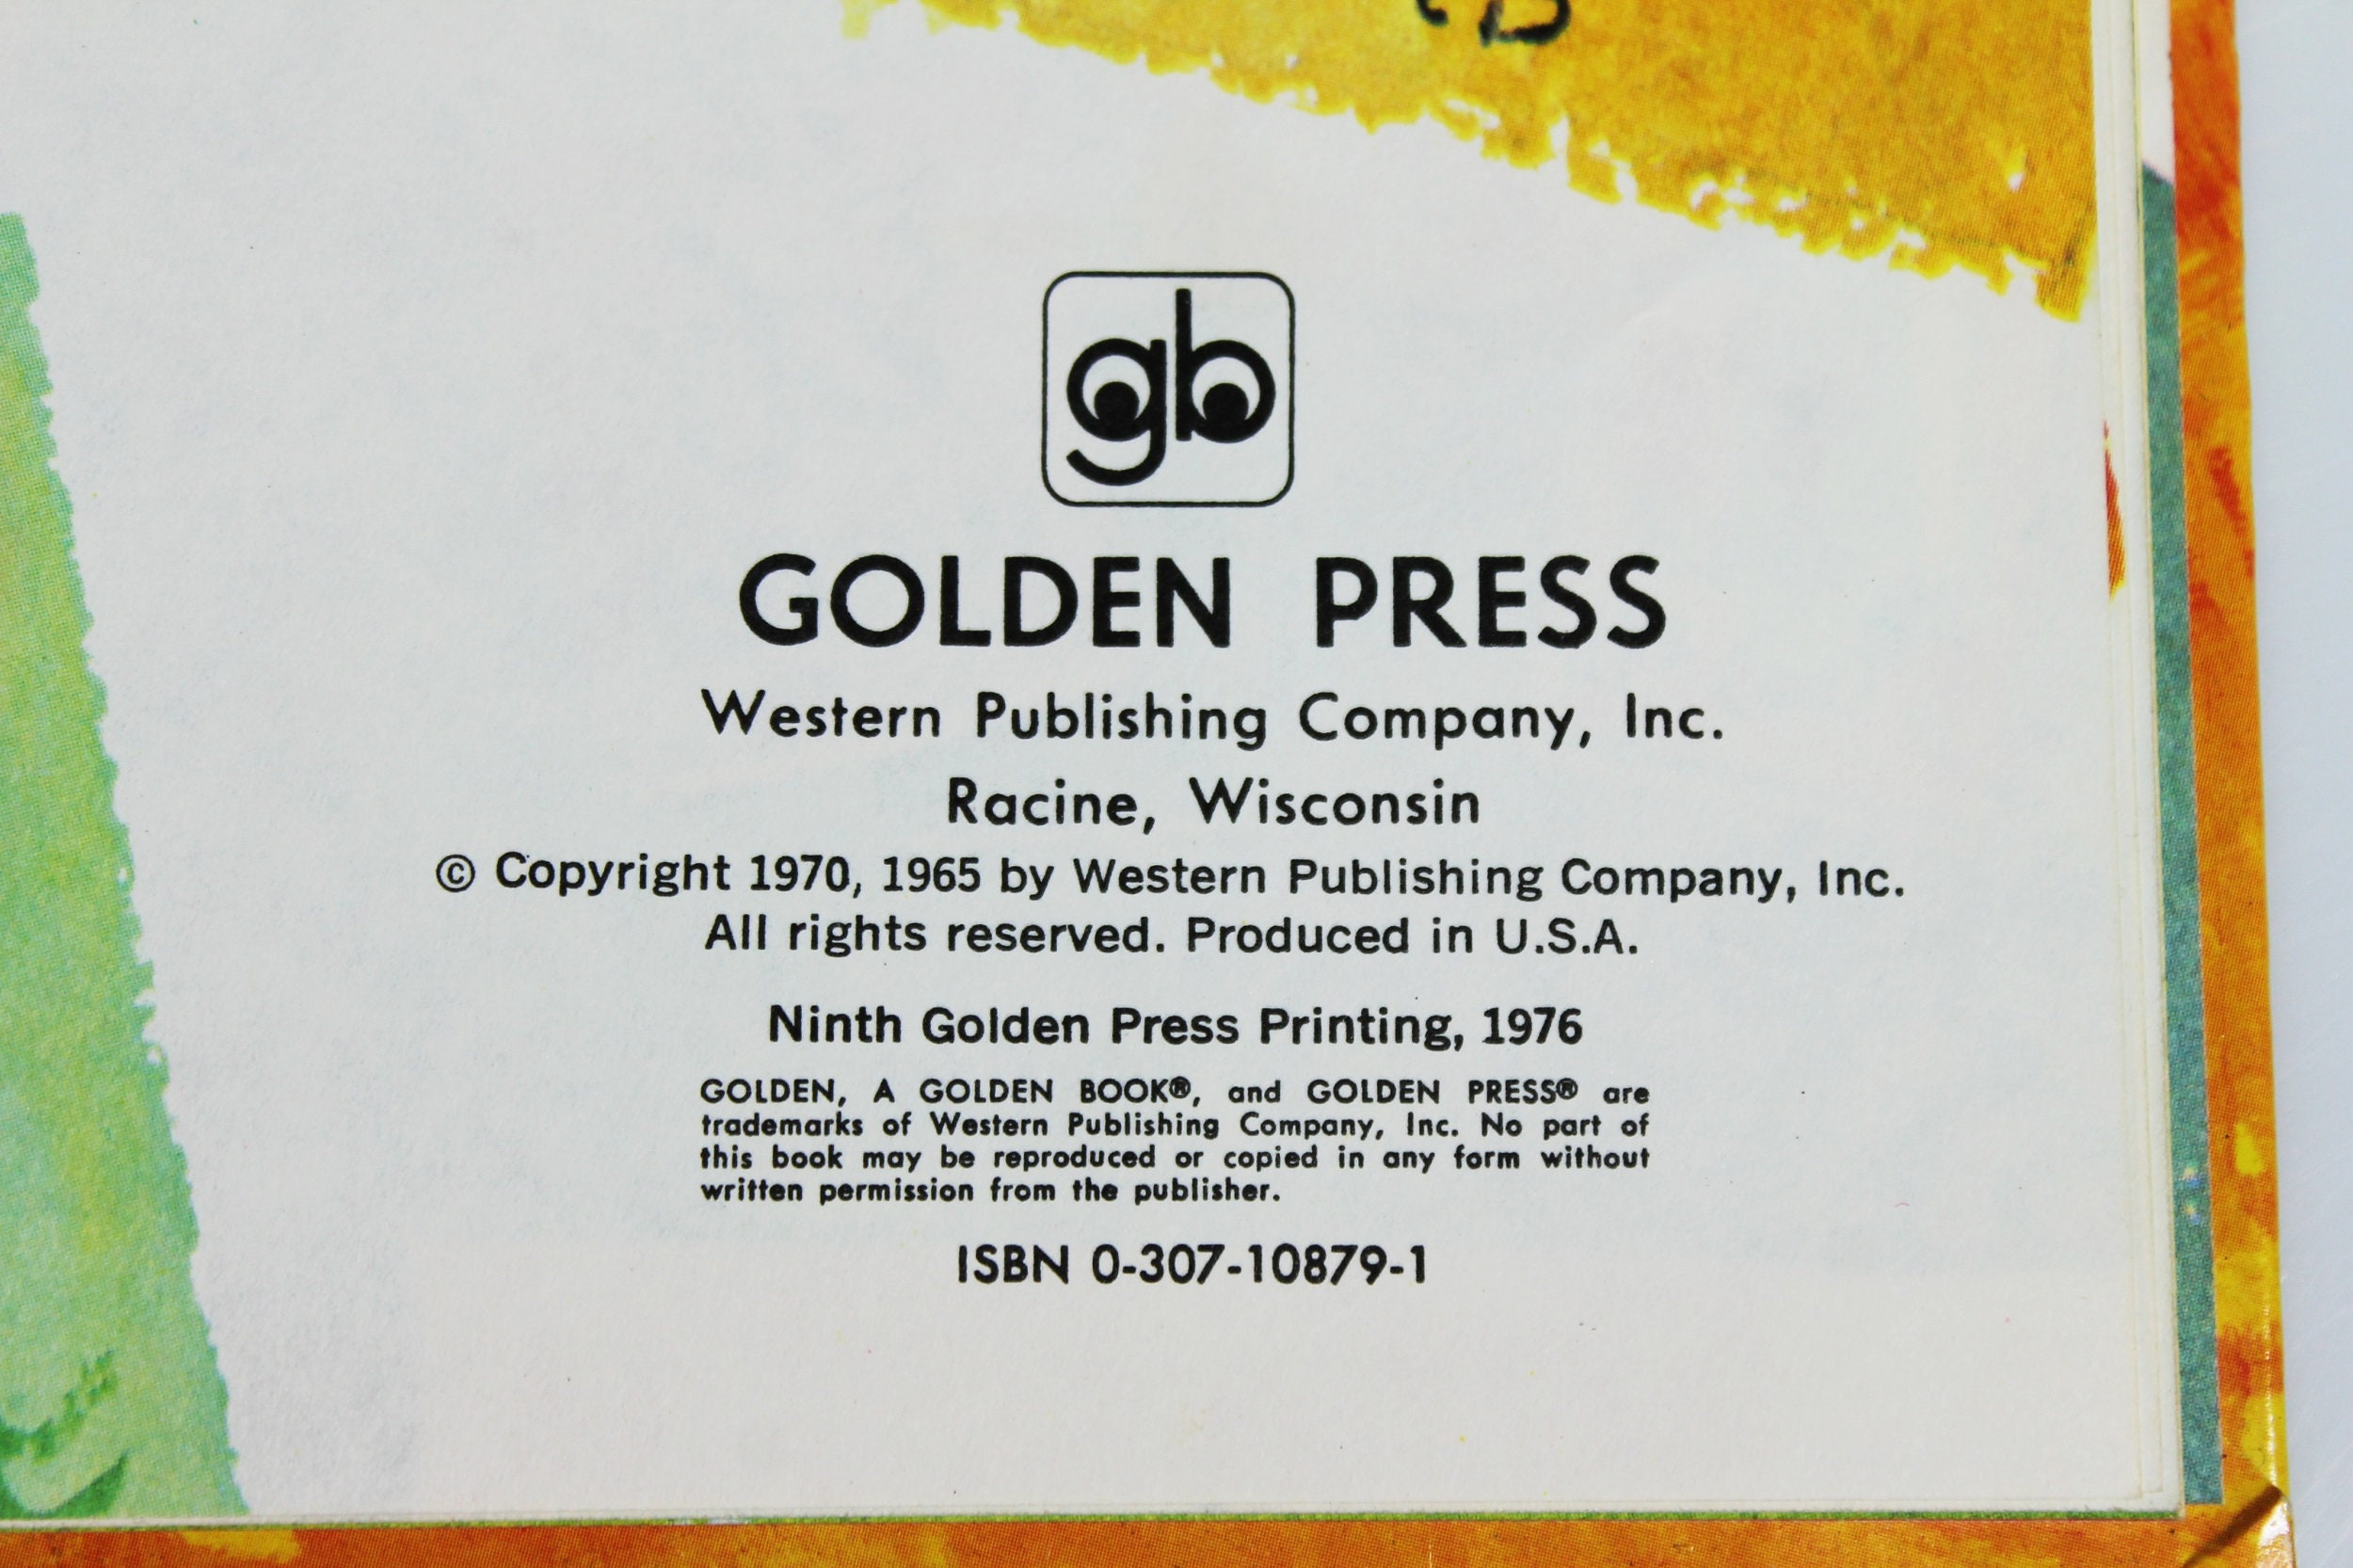 gb
GOLDEN PRESS
Western Publishing Company, Inc.
Racine, Wisconsin
© Copyright 1970, 1965 by Western Publishing Company, Inc.
All rights reserved. Produced in U.S.A.
Ninth Golden Press Printing, 1976
GOLDEN, A GOLDEN BOOK®, and GOLDEN PRESS® are
trademarks of Western Publishing Company, Inc. No part of
this book may be reproduced or copied in any form without
written permission from the publisher.
ISBN 0-307-10879-1